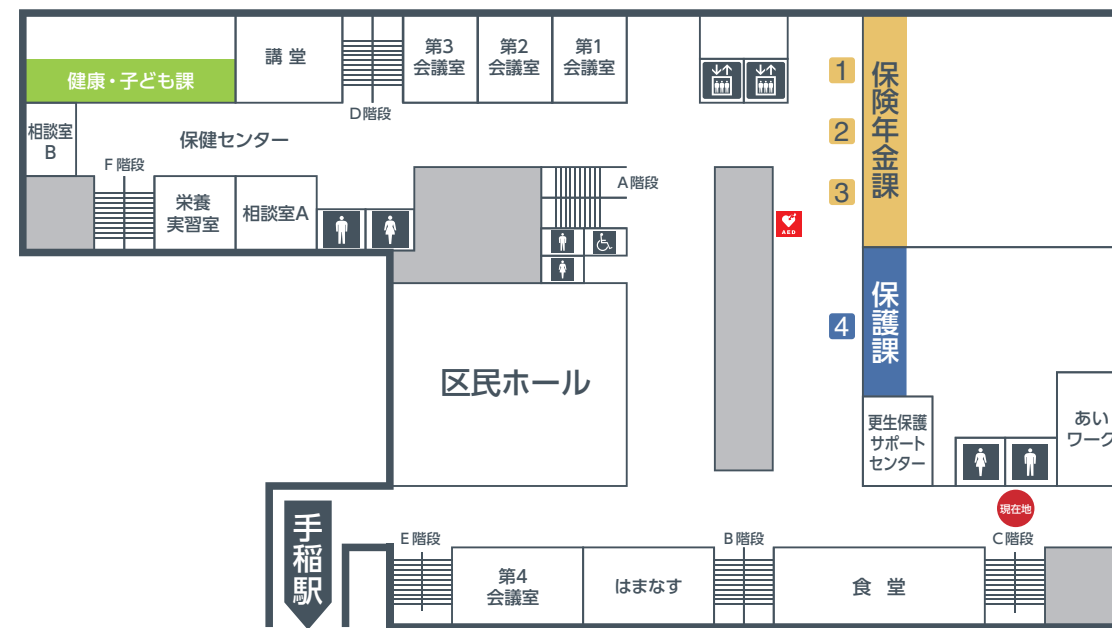 講堂
第3
会議室
第2
会議室
第1
会議室
健康・子ども課
D階段
相談室
B
保健センター
F階段
栄養
実習室
相談室A
A階段
AED
1
2
3
保険年金課
4
保護課
区民ホール
更生保護
サポート
センター
あい
ワーク
現在地
手稲駅
E階段
第4
会議室
はまなす
B階段
食堂
C階段